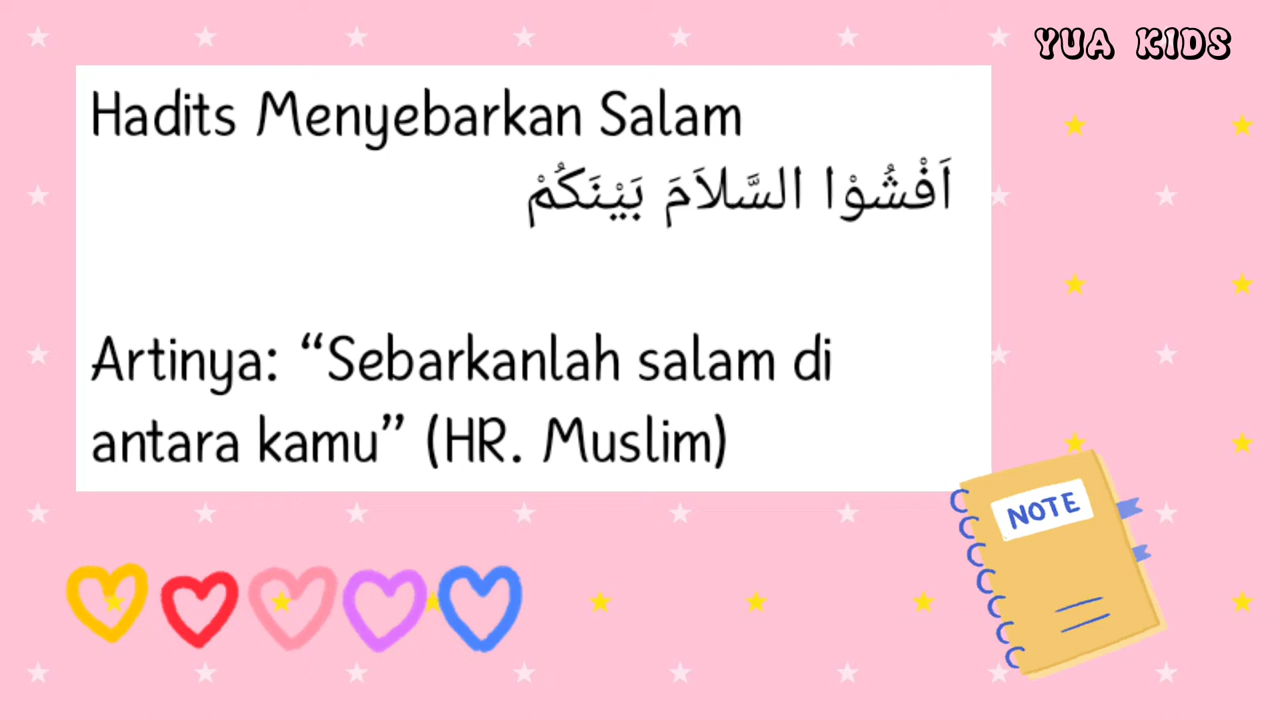 YUA KIDS
Hadits Menyebarkan Salam
اَفْشُوْا السَّلاَمَ بَيْنَكُمْ
Artinya: “Sebarkanlah salam di
antara kamu” (HR. Muslim)
NOTE